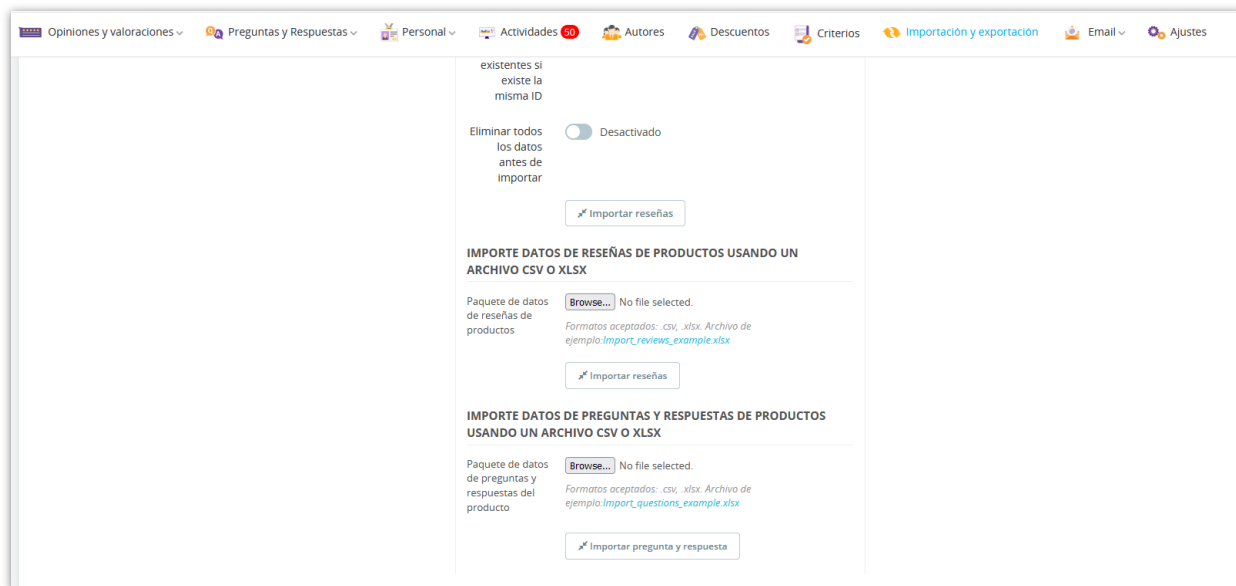 Opiniones y valoraciones Preguntas y Respuestas Personal Actividades 50 Autores Descuentos Criterios Importación y exportación Email Ajustes
existentes si
existe la
misma ID
Eliminar todos
los datos
antes de
importar
Desactivado
Importar reseñas
IMPORTE DATOS DE RESEÑAS DE PRODUCTOS USANDO UN
ARCHIVO CSV O XLSX
Paquete de datos
de reseñas de
productos
Browse... No file selected.
Formatos aceptados: .csv, .xlsx. Archivo de
ejemplo:Import_reviews_example.xlsx
Importar reseñas
IMPORTE DATOS DE PREGUNTAS Y RESPUESTAS DE PRODUCTOS
USANDO UN ARCHIVO CSV O XLSX
Paquete de datos
de preguntas y
respuestas del
producto
Browse... No file selected.
Formatos aceptados: .csv, .xlsx. Archivo de
ejemplo:Import_questions_example.xlsx
Importar pregunta y respuesta